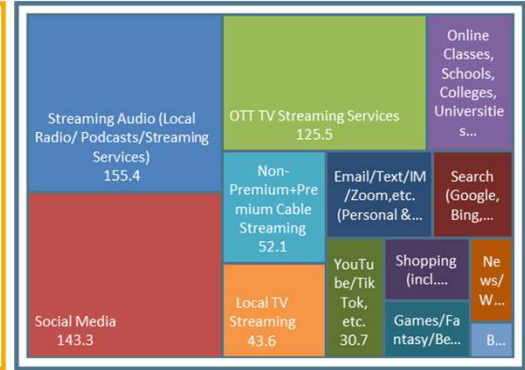 Streaming Audio (Local
Radio/ Podcasts/Streaming
Services)
155.4
Social Media
143.3
OTT TV Streaming Services
125.5
Online
Classes,
Schools,
Colleges,
Universitie
s...
Non-
Premium+Pre
mium Cable
Streaming
52.1
Local TV
Streaming
43.6
Email/Text/IM
/Zoom,etc.
(Personal &...
Search
(Google,
Bing,...
YouTu
be/Tik
Tok,
etc.
30.7
Shopping
(incl....
Games/Fa
ntasy/Be...
Ne
ws/
W...
B...